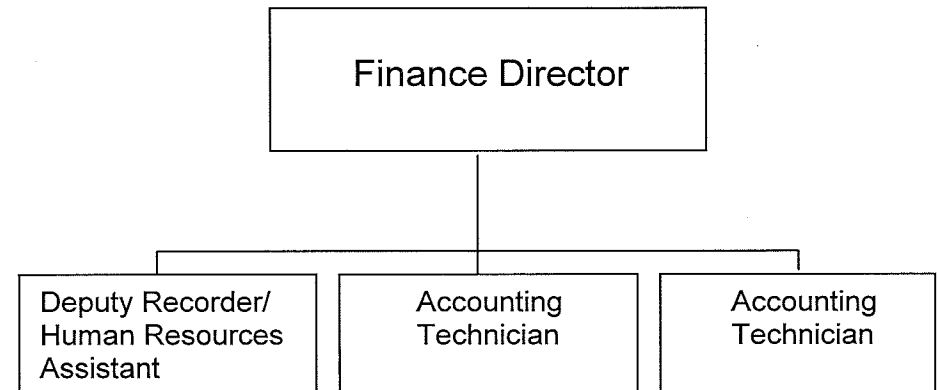 Finance Director
Deputy Recorder/
Human Resources
Assistant
Accounting
Technician
Accounting
Technician